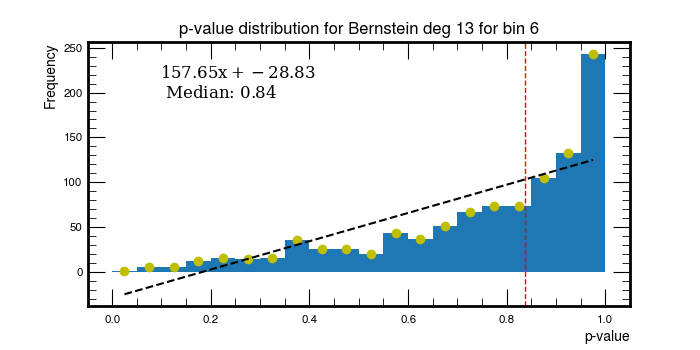 p-value distribution for Bernstein deg 13 for bin 6
Frequency
250
200
150
100
50
0
157.65x + −28.83
Median: 0.84
0.0 0.2 0.4 0.6 0.8 1.0
p-value